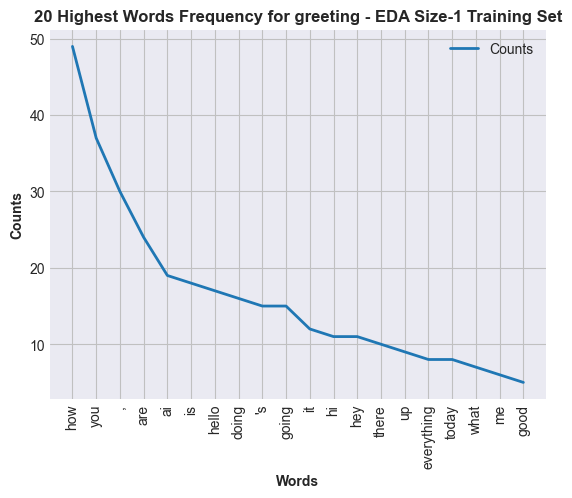 20 Highest Words Frequency for greeting - EDA Size-1 Training Set
Counts
50
40
30
20
10
Counts
how
you
,
are
ai
is
hello
doing
's
going
it
hi
hey
there
up
everything
today
what
me
good
Words